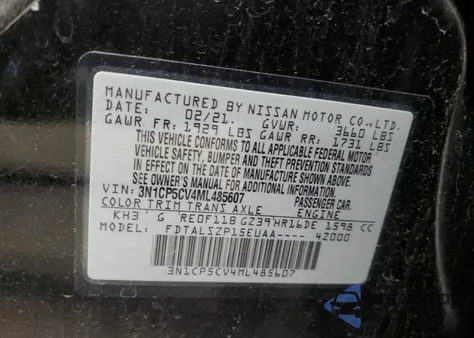 MANUFACTURED BY NISSAN MOTOR CO., LTD.
DATE: 02/21. GVWR: 3660 LBS
GAWR FR: 1929 LBS GAWR RR: 1731 LBS
THIS VEHICLE CONFORMS TO ALL APPLICABLE FEDERAL MOTOR
VEHICLE SAFETY, BUMPER AND THEFT PREVENTION STANDARDS
IN EFFECT ON THE DATE OF MANUFACTURE SHOWN ABOVE.
SEE OWNER'S MANUAL FOR ADDITIONAL INFORMATION
VIN: 3N1CP5CV4ML485607 PASSENGER CAR
COLOR TRIM TRANS AXLE ENGINE
KH3 G RE0F11B GZ39 HR16DE 1598 CC
MODEL: FDTALSZP15EUAA---- 4Z000
3N1CP5CV4ML485607